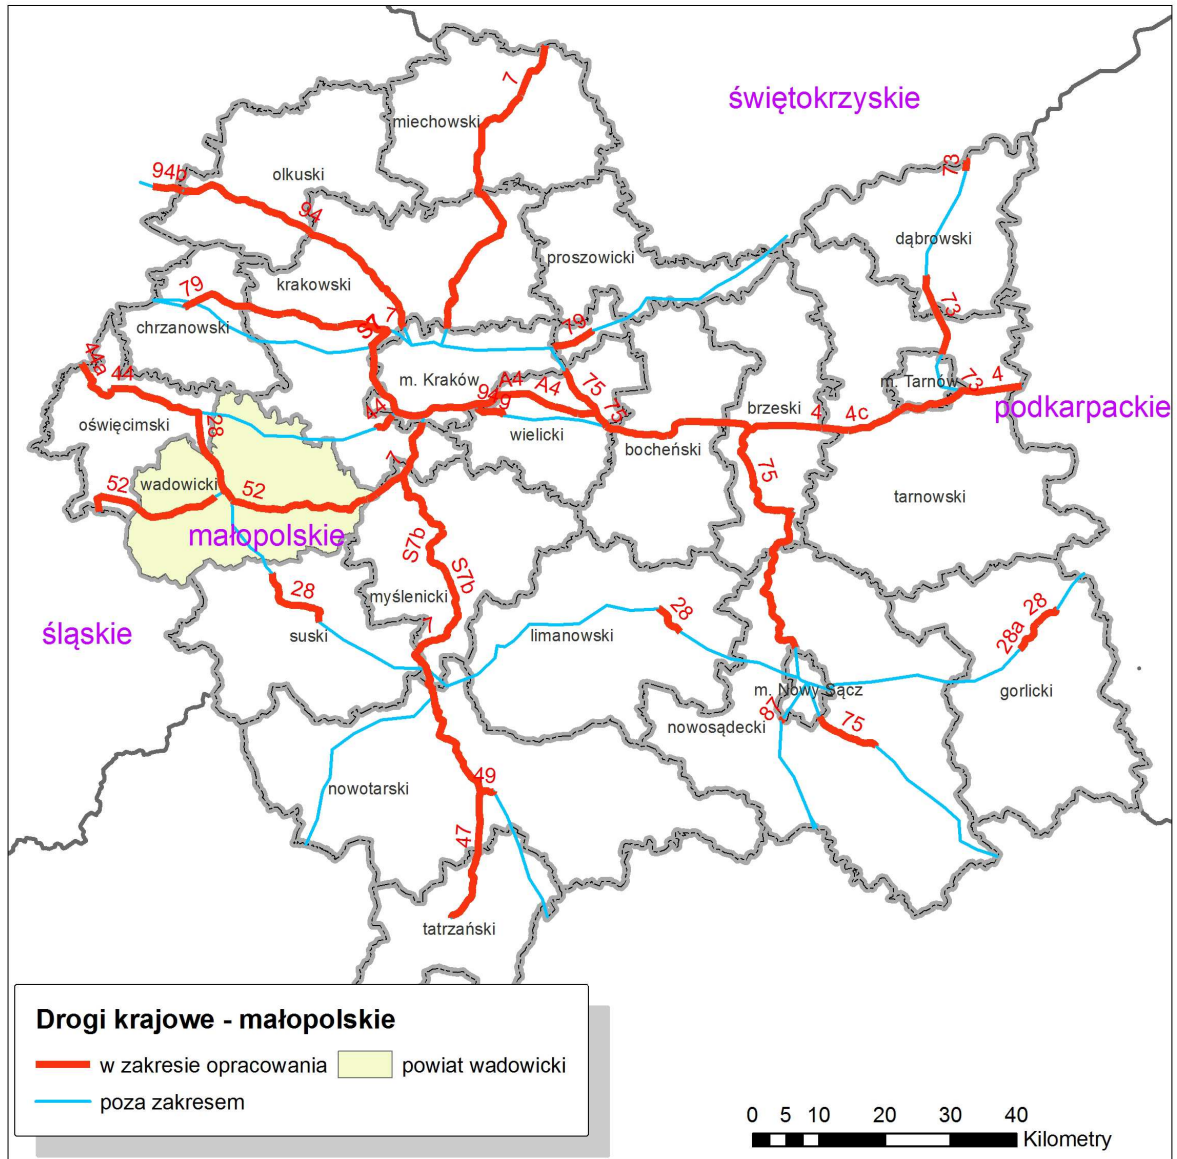 świętokrzyskie
7
miechowski
94b
olkuski
94
73
dąbrowski
proszowicki
krakowski
79
7
S7
chrzanowski
79
73
44a
44
m. Kraków
A4
A4
75
94
9
m. Tarnów
73
4
podkarpackie
oświęcimski
28
44
75
wielicki
bocheński
brzeski
4
4c
7
52
wadowicki
52
75
tarnowski
małopolskie
S7b
S7b
28
myślenicki
śląskie
suski
7
limanowski
28
28
28a
gorlicki
m. Nowy Sącz
87
75
nowosądecki
49
nowotarski
47
tatrzański
Drogi krajowe - małopolskie
w zakresie opracowania
powiat wadowicki
poza zakresem
0 5 10 20 30 40
Kilometry